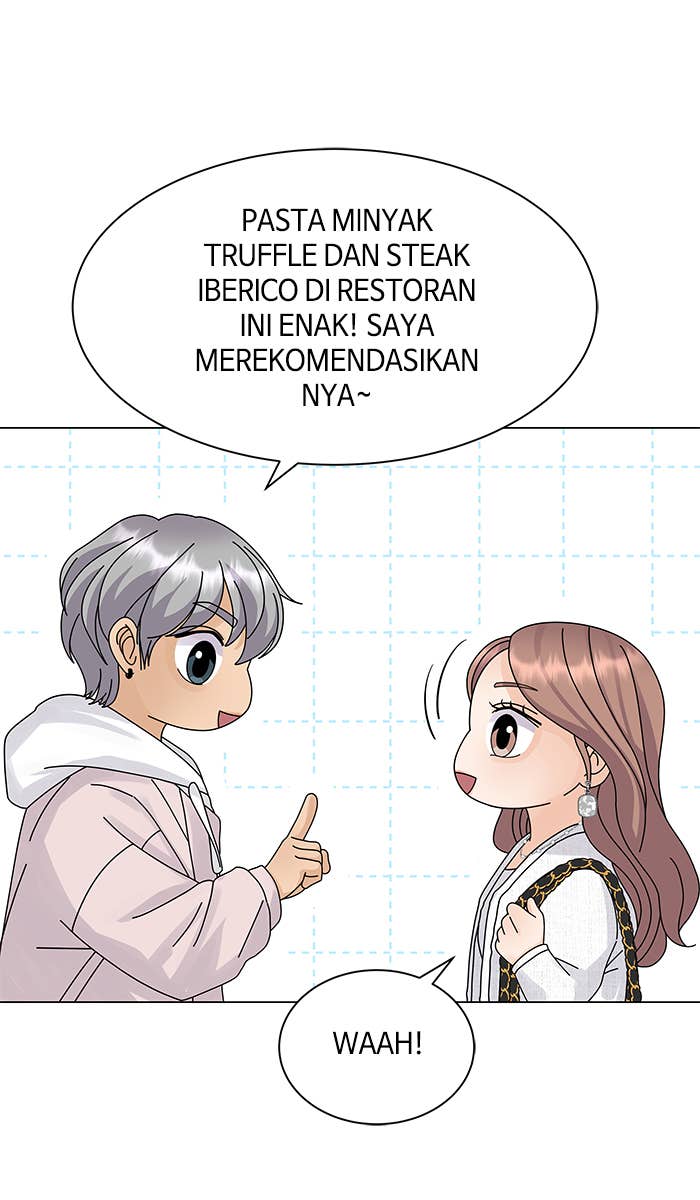 PASTA MINYAK
TRUFFLE DAN STEAK
IBERICO DI RESTORAN
INI ENAK! SAYA
MEREKOMENDASIKAN
NYA~
WAAH!